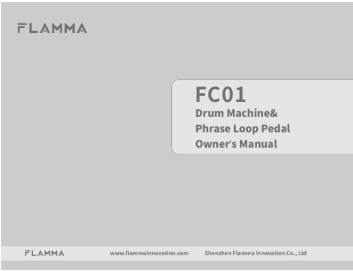 FLAMMA
FC01
Drum Machine&
Phrase Loop Pedal
Owner's Manual
FLAMMA www.flammainnovation.com Shenzhen Flamma Innovation Co., Ltd